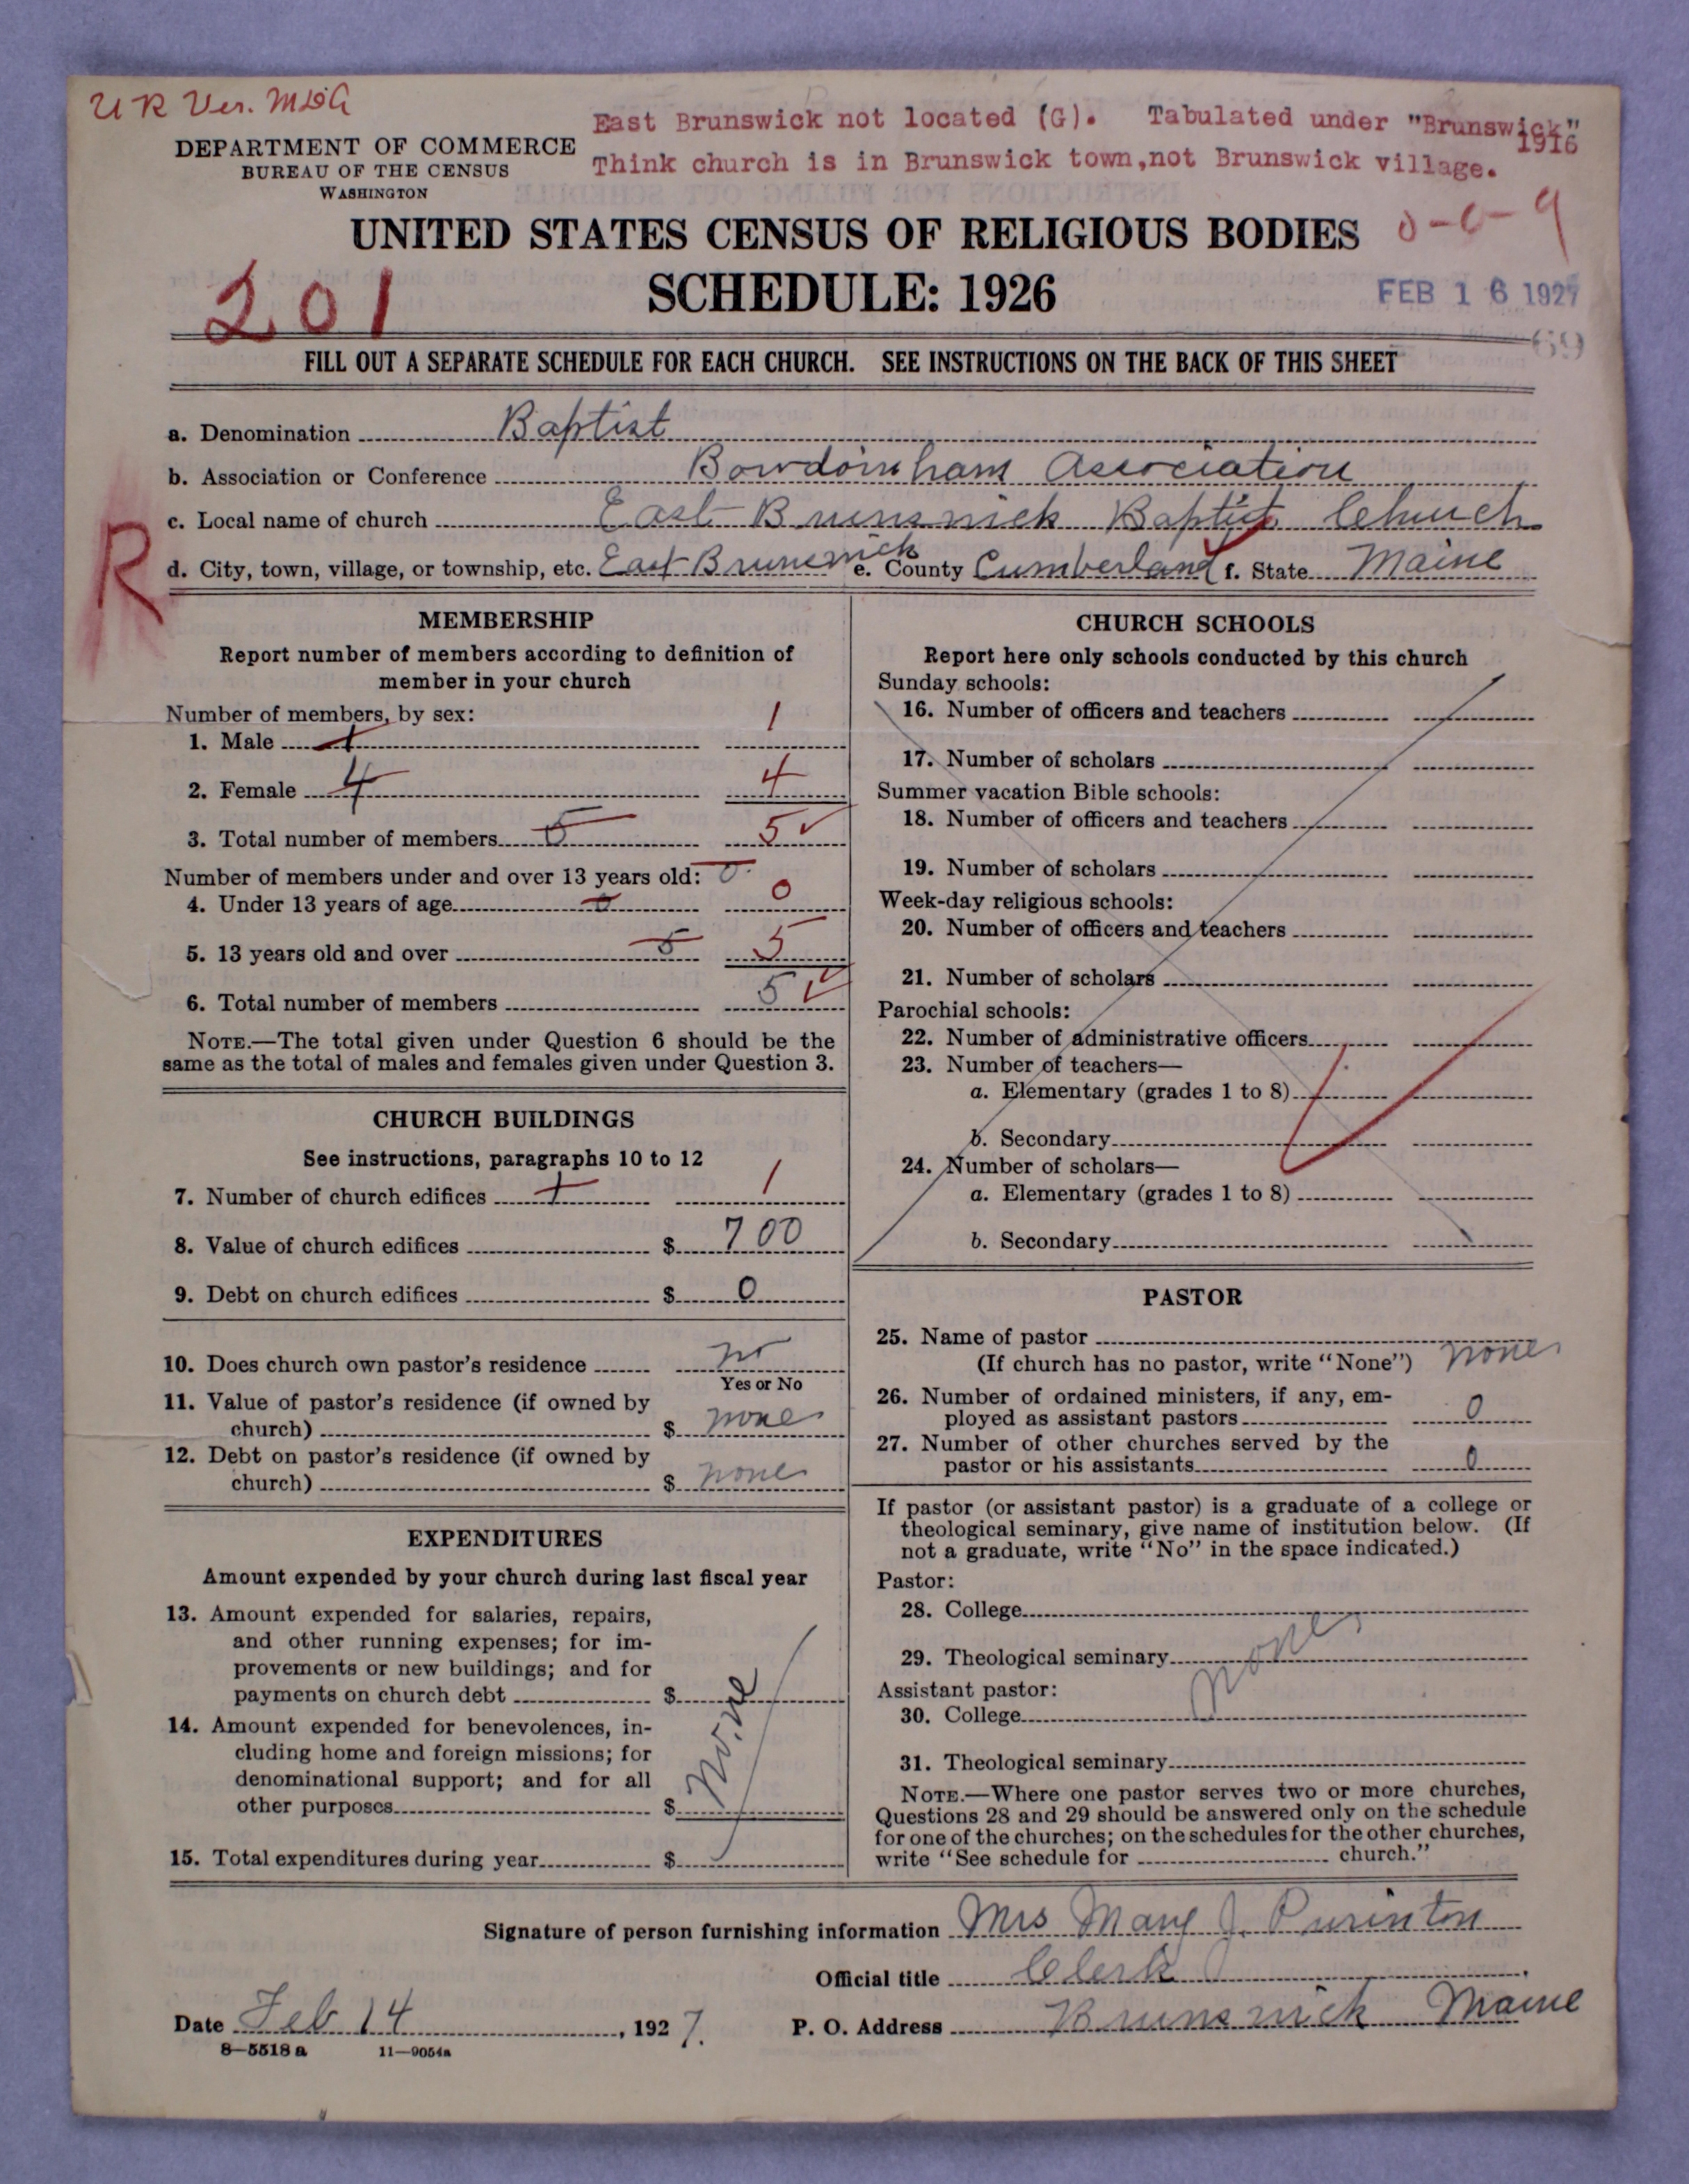 U R Ver. MDG
East Brunswick not located (G). Tabulated under "Brunswick"
1916
Think church is in Brunswick town, not Brunswick village.
DEPARTMENT OF COMMERCE
BUREAU OF THE CENSUS
WASHINGTON
UNITED STATES CENSUS OF RELIGIOUS BODIES
0-0-9
SCHEDULE: 1926
201
FEB 16 1927
69
FILL OUT A SEPARATE SCHEDULE FOR EACH CHURCH. SEE INSTRUCTIONS ON THE BACK OF THIS SHEET
a. Denomination Baptist
b. Association or Conference Bowdoinham Association
c. Local name of church East Brunswick Baptist Church
R
d. City, town, village, or township, etc. East Brunswick e. County Cumberland f. State Maine
MEMBERSHIP
Report number of members according to definition of
member in your church
Number of members, by sex:
1. Male 1 1
2. Female 4 4
3. Total number of members 5 5 ✓
Number of members under and over 13 years old: 0
4. Under 13 years of age 0 0
5. 13 years old and over 5 5
6. Total number of members 5 ✓
NOTE.—The total given under Question 6 should be the
same as the total of males and females given under Question 3.
CHURCH BUILDINGS
See instructions, paragraphs 10 to 12
7. Number of church edifices 1 1
8. Value of church edifices $ 700
9. Debt on church edifices $ 0
10. Does church own pastor's residence no
Yes or No
11. Value of pastor's residence (if owned by
church) $ none
12. Debt on pastor's residence (if owned by
church) $ none
EXPENDITURES
Amount expended by your church during last fiscal year
13. Amount expended for salaries, repairs,
and other running expenses; for im-
provements or new buildings; and for
payments on church debt $
None
14. Amount expended for benevolences, in-
cluding home and foreign missions; for
denominational support; and for all
other purposes $
15. Total expenditures during year $
CHURCH SCHOOLS
Report here only schools conducted by this church
Sunday schools:
16. Number of officers and teachers
17. Number of scholars
Summer vacation Bible schools:
18. Number of officers and teachers
19. Number of scholars
Week-day religious schools:
20. Number of officers and teachers
21. Number of scholars
Parochial schools:
22. Number of administrative officers
23. Number of teachers—
a. Elementary (grades 1 to 8)
b. Secondary
24. Number of scholars—
a. Elementary (grades 1 to 8)
b. Secondary
PASTOR
25. Name of pastor
(If church has no pastor, write "None") none
26. Number of ordained ministers, if any, em-
ployed as assistant pastors 0
27. Number of other churches served by the
pastor or his assistants 0
If pastor (or assistant pastor) is a graduate of a college or
theological seminary, give name of institution below. (If
not a graduate, write "No" in the space indicated.)
Pastor:
28. College
29. Theological seminary
none
Assistant pastor:
30. College
31. Theological seminary
NOTE.—Where one pastor serves two or more churches,
Questions 28 and 29 should be answered only on the schedule
for one of the churches; on the schedules for the other churches,
write "See schedule for church."
Signature of person furnishing information Mrs Mary J. Purinton
Official title Clerk
Date Feb 14, 1927. P. O. Address Brunswick Maine
8—5518 a 11—9054a